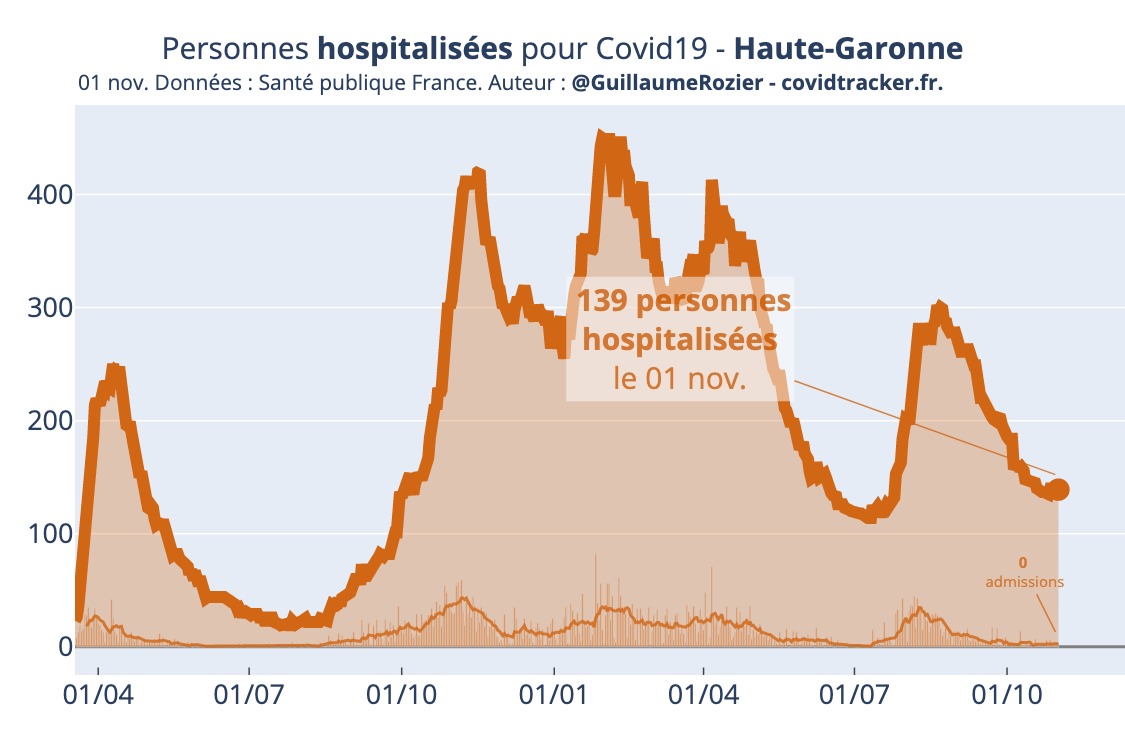 Personnes hospitalisées pour Covid19 - Haute-Garonne
01 nov. Données : Santé publique France. Auteur : @GuillaumeRozier - covidtracker.fr.
400
300
200
100
0
139 personnes
hospitalisées
le 01 nov.
0
admissions
01/04
01/07
01/10
01/01
01/04
01/07
01/10